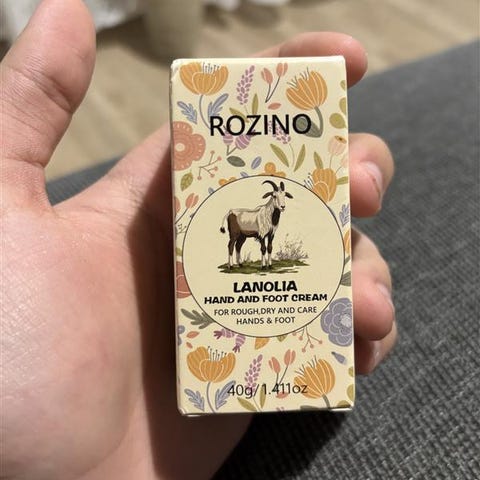 ROZINO
LANOLIA
HAND AND FOOT CREAM
FOR ROUGH,DRY AND CARE
HANDS & FOOT
40g/1.411oz